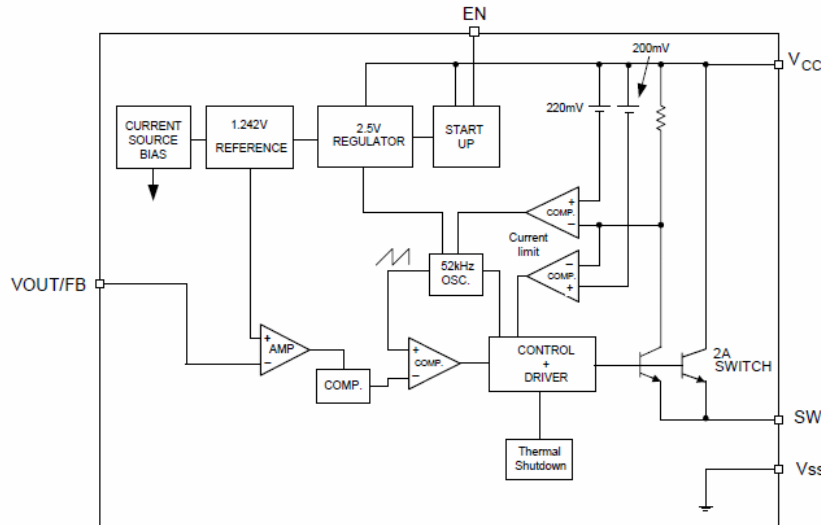 EN
200mV
VCC
220mV
CURRENT
SOURCE
BIAS
1.242V
REFERENCE
2.5V
REGULATOR
START
UP
+
COMP.
−
Current
limit
−
COMP.
+
52kHz
OSC.
VOUT/FB
+
AMP
−
COMP.
+
COMP.
−
CONTROL
+
DRIVER
2A
SWITCH
SW
Thermal
Shutdown
Vss